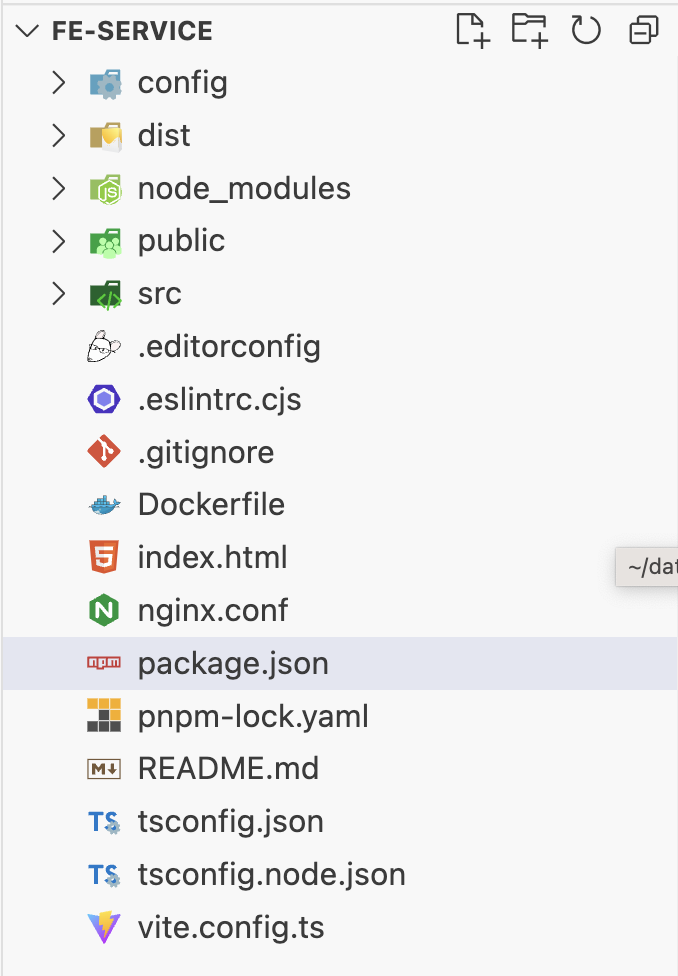 FE-SERVICE
config
dist
node_modules
public
src
.editorconfig
.eslintrc.cjs
.gitignore
Dockerfile
index.html
~/dat
nginx.conf
package.json
pnpm-lock.yaml
README.md
tsconfig.json
tsconfig.node.json
vite.config.ts